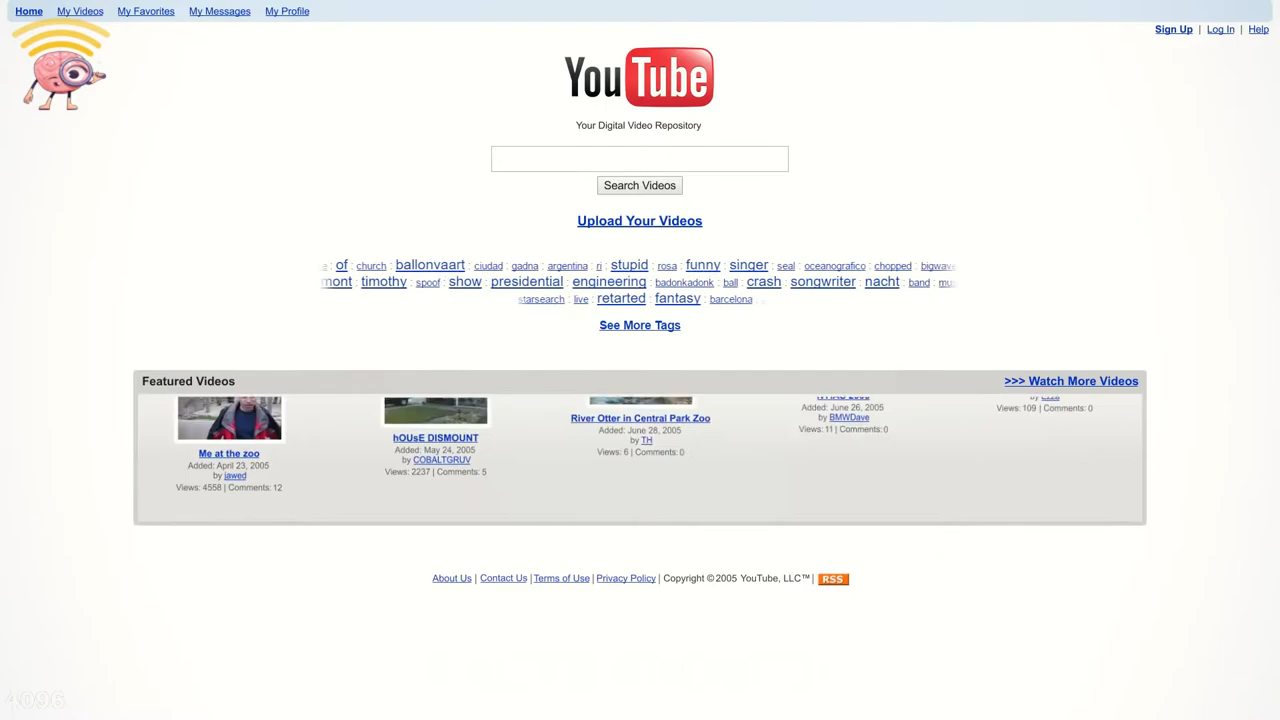 Home My Videos My Favorites My Messages My Profile
Sign Up | Log In | Help
YouTube
Your Digital Video Repository
Search Videos
Upload Your Videos
: of : church : ballonvaart : ciudad : gadna : argentina : ri : stupid : rosa : funny : singer : seal : oceanografico : chopped : bigwave
mont : timothy : spoof : show : presidential : engineering : badonkadonk : ball : crash : songwriter : nacht : band :
starsearch : live : retarted : fantasy : barcelona :
See More Tags
Featured Videos >>> Watch More Videos
Me at the zoo
Added: April 23, 2005
by jawed
Views: 4558 | Comments: 12
hOUsE DISMOUNT
Added: May 24, 2005
by COBALTGRUV
Views: 2237 | Comments: 5
River Otter in Central Park Zoo
Added: June 28, 2005
by TH
Views: 6 | Comments: 0
Added: June 26, 2005
by BMWDave
Views: 11 | Comments:0
Views: 109 | Comments: 0
About Us | Contact Us | Terms of Use | Privacy Policy | Copyright © 2005 YouTube, LLC™ | RSS
4096